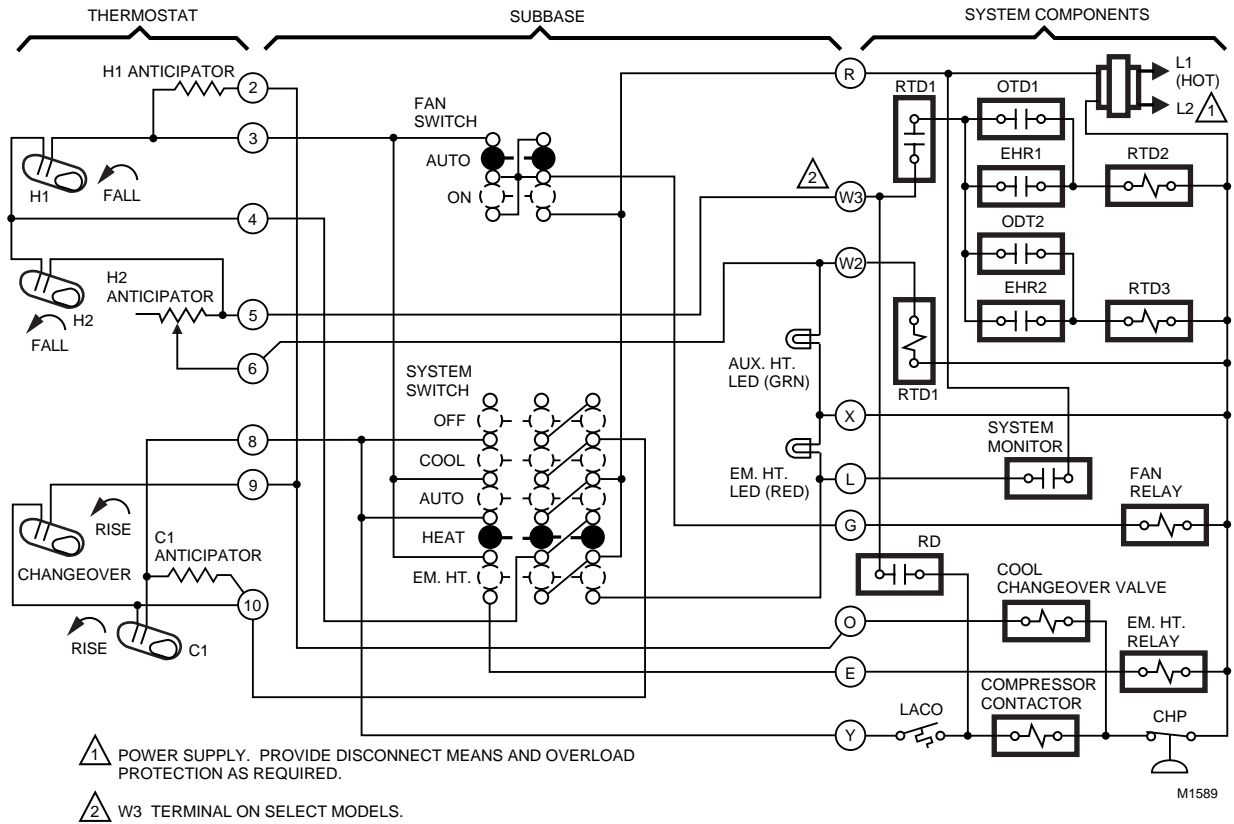 THERMOSTAT
SUBBASE
SYSTEM COMPONENTS
H1 ANTICIPATOR
2
3
H1
FALL
4
H2
ANTICIPATOR
H2
FALL
5
6
8
9
RISE
CHANGEOVER
C1
ANTICIPATOR
10
RISE
C1
FAN
SWITCH
AUTO
ON
SYSTEM
SWITCH
OFF
COOL
AUTO
HEAT
EM. HT.
AUX. HT.
LED (GRN)
EM. HT.
LED (RED)
R
2
W3
W2
X
L
G
O
E
Y
RTD1
OTD1
L1
(HOT)
L2
1
EHR1
RTD2
ODT2
EHR2
RTD3
RTD1
SYSTEM
MONITOR
FAN
RELAY
RD
COOL
CHANGEOVER VALVE
EM. HT.
RELAY
COMPRESSOR
CONTACTOR
LACO
CHP
1 POWER SUPPLY. PROVIDE DISCONNECT MEANS AND OVERLOAD
PROTECTION AS REQUIRED.
2 W3 TERMINAL ON SELECT MODELS.
M1589